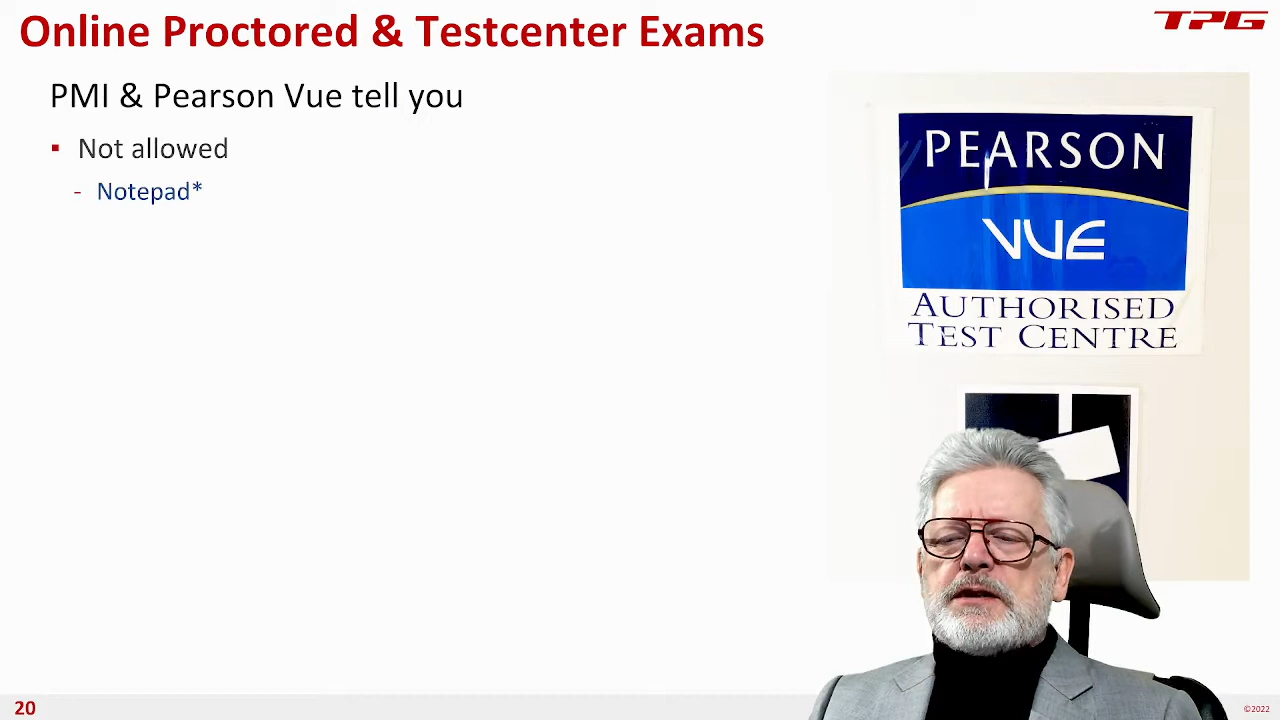 Online Proctored & Testcenter Exams
TPG
PMI & Pearson Vue tell you
▪ Not allowed
- Notepad*
PEARSON
VUE
AUTHORISED
TEST CENTRE
20
©2022